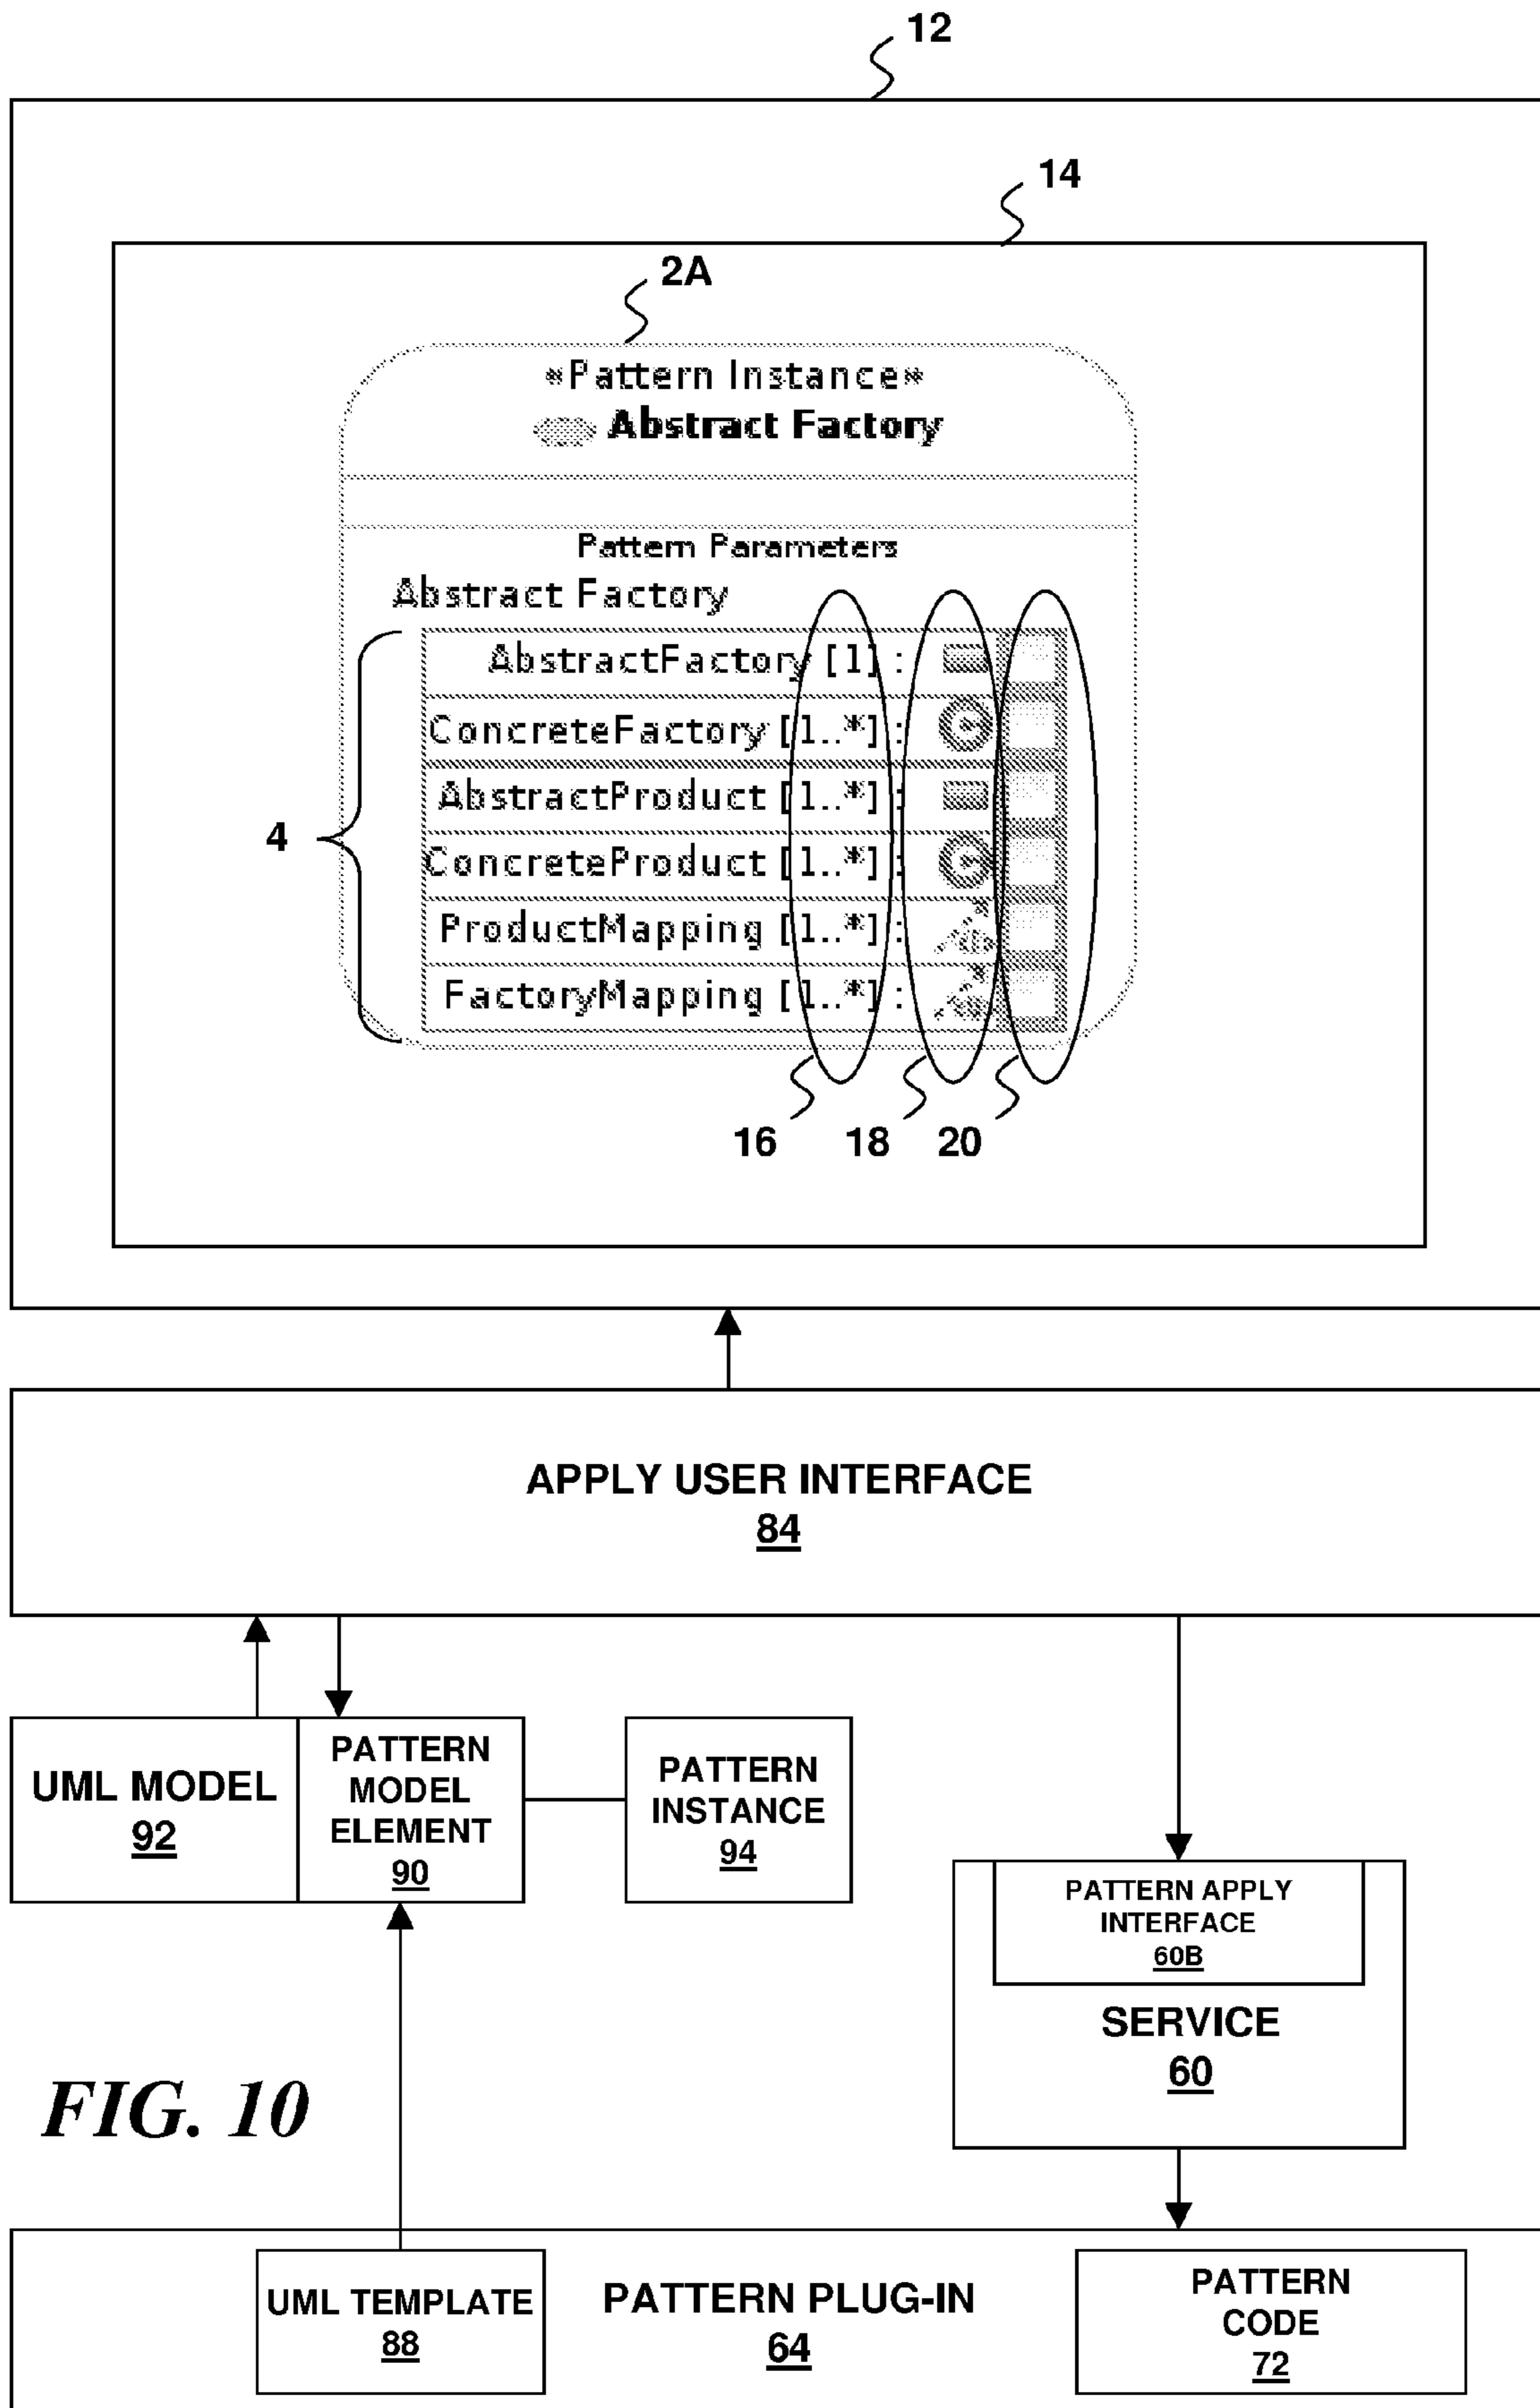 12
14
2A
«Pattern Instance»
Abstract Factory
Pattern Parameters
Abstract Factory
AbstractFactory [1] :
ConcreteFactory [1..*] :
AbstractProduct [1..*] :
4
ConcreteProduct [1..*] :
ProductMapping [1..*] :
FactoryMapping [1..*] :
16
18
20
APPLY USER INTERFACE
84
UML MODEL
92
PATTERN
MODEL
ELEMENT
90
PATTERN
INSTANCE
94
PATTERN APPLY
INTERFACE
60B
SERVICE
60
FIG. 10
UML TEMPLATE
88
PATTERN PLUG-IN
64
PATTERN
CODE
72